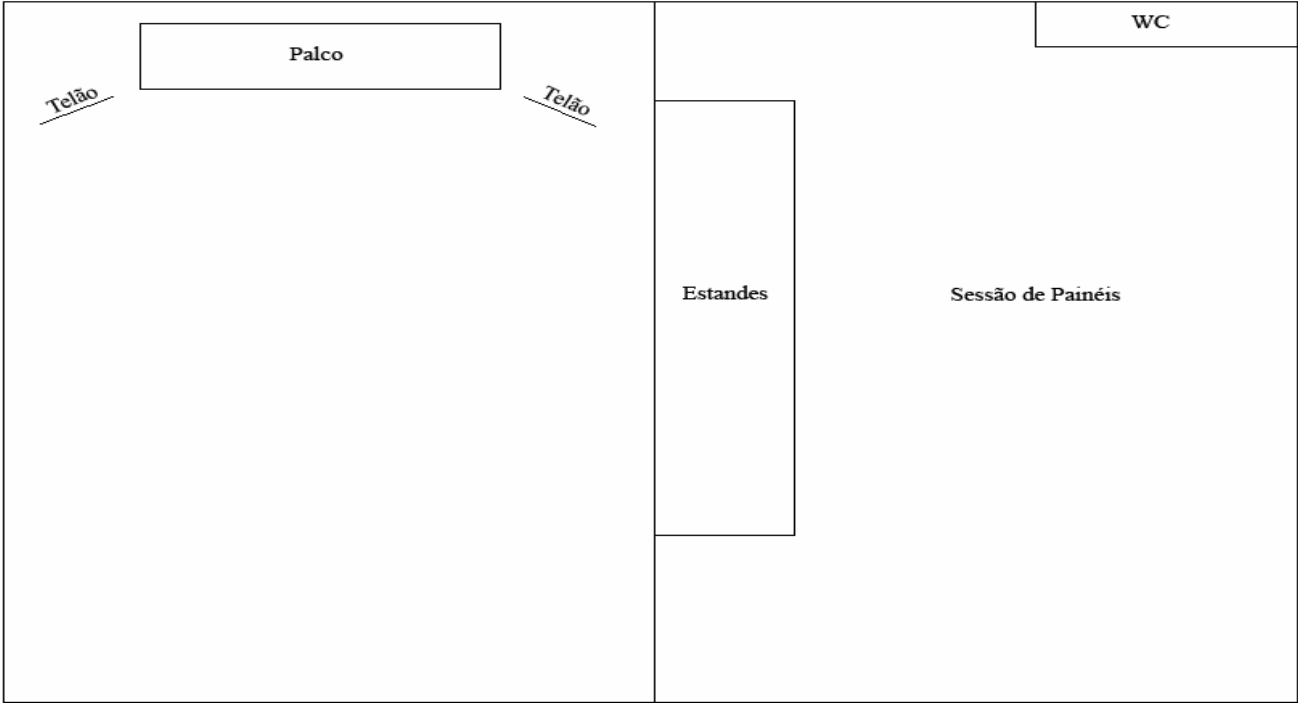 Palco
WC
Telão
Telão
Estandes
Sessão de Painéis